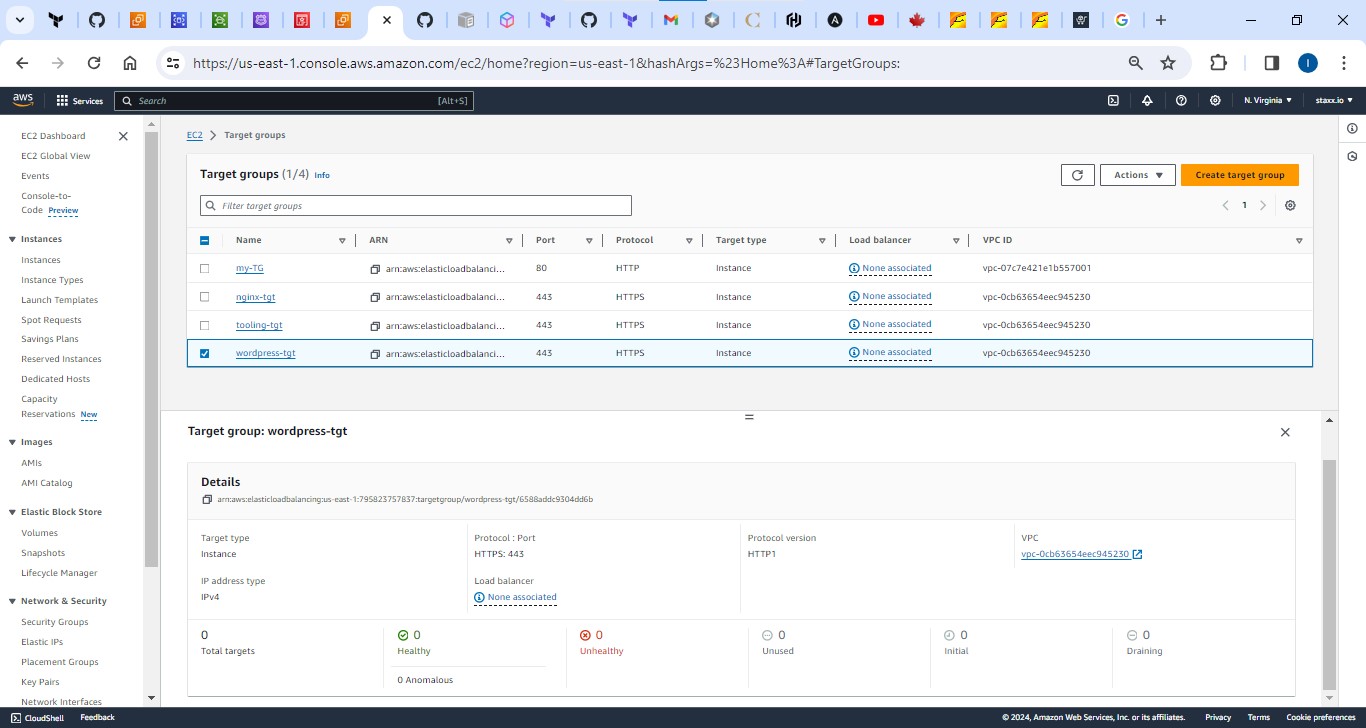 https://us-east-1.console.aws.amazon.com/ec2/home?region=us-east-1&hashArgs=%23Home%3A#TargetGroups:
I
aws
Services
Search
[Alt+S]
N. Virginia
staxx.io
EC2 Dashboard
EC2 Global View
Events
Console-to-
Code Preview
Instances
Instances
Instance Types
Launch Templates
Spot Requests
Savings Plans
Reserved Instances
Dedicated Hosts
Capacity
Reservations New
Images
AMIs
AMI Catalog
Elastic Block Store
Volumes
Snapshots
Lifecycle Manager
Network & Security
Security Groups
Elastic IPs
Placement Groups
Key Pairs
Network Interfaces
EC2 > Target groups
Target groups (1/4) Info
Actions
Create target group
Filter target groups
1
Name ARN Port Protocol Target type Load balancer VPC ID
my-TG arn:aws:elasticloadbalanci... 80 HTTP Instance None associated vpc-07c7e421e1b557001
nginx-tgt arn:aws:elasticloadbalanci... 443 HTTPS Instance None associated vpc-0cb63654eec945230
tooling-tgt arn:aws:elasticloadbalanci... 443 HTTPS Instance None associated vpc-0cb63654eec945230
wordpress-tgt arn:aws:elasticloadbalanci... 443 HTTPS Instance None associated vpc-0cb63654eec945230
Target group: wordpress-tgt
Details
arn:aws:elasticloadbalancing:us-east-1:795823757837:targetgroup/wordpress-tgt/6588addc9304dd6b
Target type
Instance
Protocol : Port
HTTPS: 443
Protocol version
HTTP1
VPC
vpc-0cb63654eec945230
IP address type
IPv4
Load balancer
None associated
0
Total targets
0
Healthy
0 Anomalous
0
Unhealthy
0
Unused
0
Initial
0
Draining
CloudShell Feedback
© 2024, Amazon Web Services, Inc. or its affiliates. Privacy Terms Cookie preferences